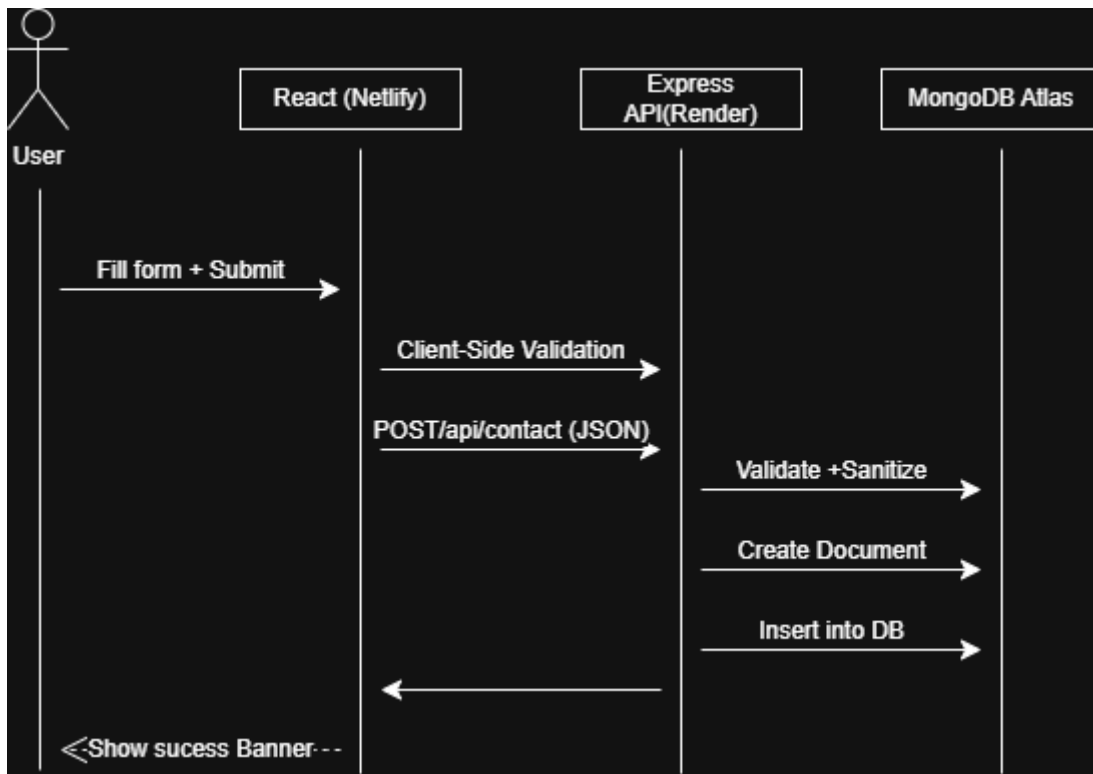 React (Netlify)
Express
API(Render)
MongoDB Atlas
User
Fill form + Submit
Client-Side Validation
POST/api/contact (JSON)
Validate +Sanitize
Create Document
Insert into DB
Show sucess Banner